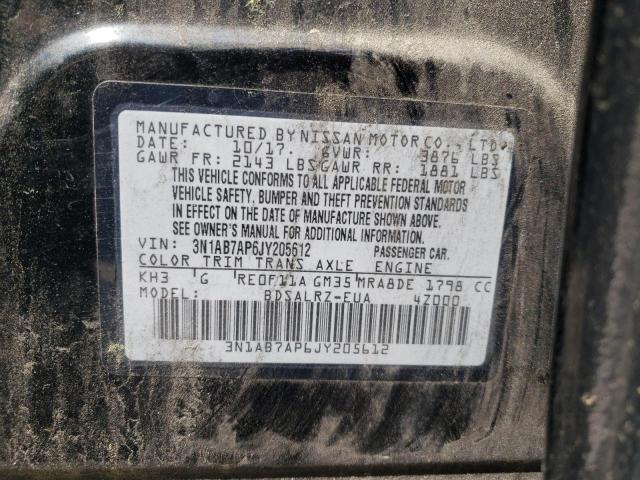 MANUFACTURED BY NISSAN MOTOR CO., LTD.
DATE: 10/17. GVWR: 3876 LBS
GAWR FR: 2143 LBS GAWR RR: 1881 LBS
THIS VEHICLE CONFORMS TO ALL APPLICABLE FEDERAL MOTOR
VEHICLE SAFETY, BUMPER AND THEFT PREVENTION STANDARDS
IN EFFECT ON THE DATE OF MANUFACTURE SHOWN ABOVE.
SEE OWNER'S MANUAL FOR ADDITIONAL INFORMATION.
VIN: 3N1AB7AP6JY205612 PASSENGER CAR.
COLOR TRIM TRANS AXLE ENGINE
KH3 G RE0F11A GM35 MRA8DE 1798 CC
MODEL: BDSALRZ-EUA 4Z000
3N1AB7AP6JY205612